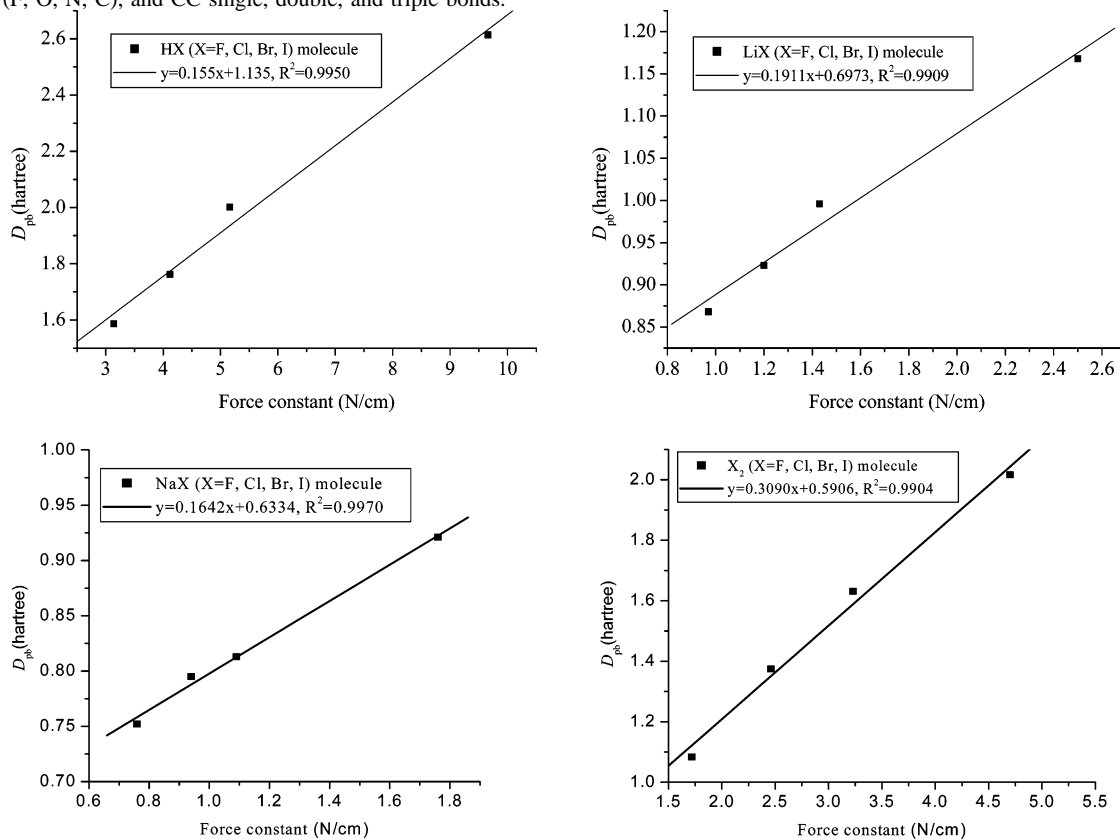 (F, O, N, C), and CC single, double, and triple bonds.
HX (X=F, Cl, Br, I) molecule
y=0.155x+1.135, R²=0.9950
2.6
2.4
2.2
2.0
1.8
1.6
D_pb(hartree)
3 4 5 6 7 8 9 10
Force constant (N/cm)
LiX (X=F, Cl, Br, I) molecule
y=0.1911x+0.6973, R²=0.9909
1.20
1.15
1.10
1.05
1.00
0.95
0.90
0.85
D_pb(hartree)
0.8 1.0 1.2 1.4 1.6 1.8 2.0 2.2 2.4 2.6
Force constant (N/cm)
NaX (X=F, Cl, Br, I) molecule
y=0.1642x+0.6334, R²=0.9970
1.00
0.95
0.90
0.85
0.80
0.75
0.70
D_pb(hartree)
0.6 0.8 1.0 1.2 1.4 1.6 1.8
Force constant (N/cm)
X₂ (X=F, Cl, Br, I) molecule
y=0.3090x+0.5906, R²=0.9904
2.0
1.8
1.6
1.4
1.2
1.0
D_pb(hartree)
1.5 2.0 2.5 3.0 3.5 4.0 4.5 5.0 5.5
Force constant (N/cm)